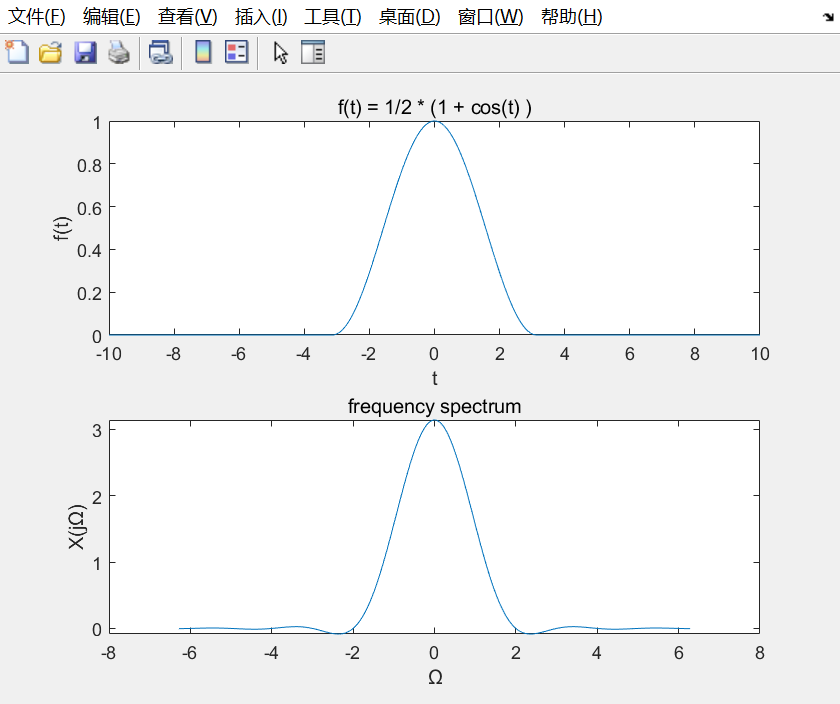 文件(F) 编辑(E) 查看(V) 插入(I) 工具(T) 桌面(D) 窗口(W) 帮助(H)
f(t) = 1/2 * (1 + cos(t) )
1
0.8
0.6
0.4
0.2
0
f(t)
-10 -8 -6 -4 -2 0 2 4 6 8 10
t
frequency spectrum
3
2
1
0
X(jΩ)
-8 -6 -4 -2 0 2 4 6 8
Ω